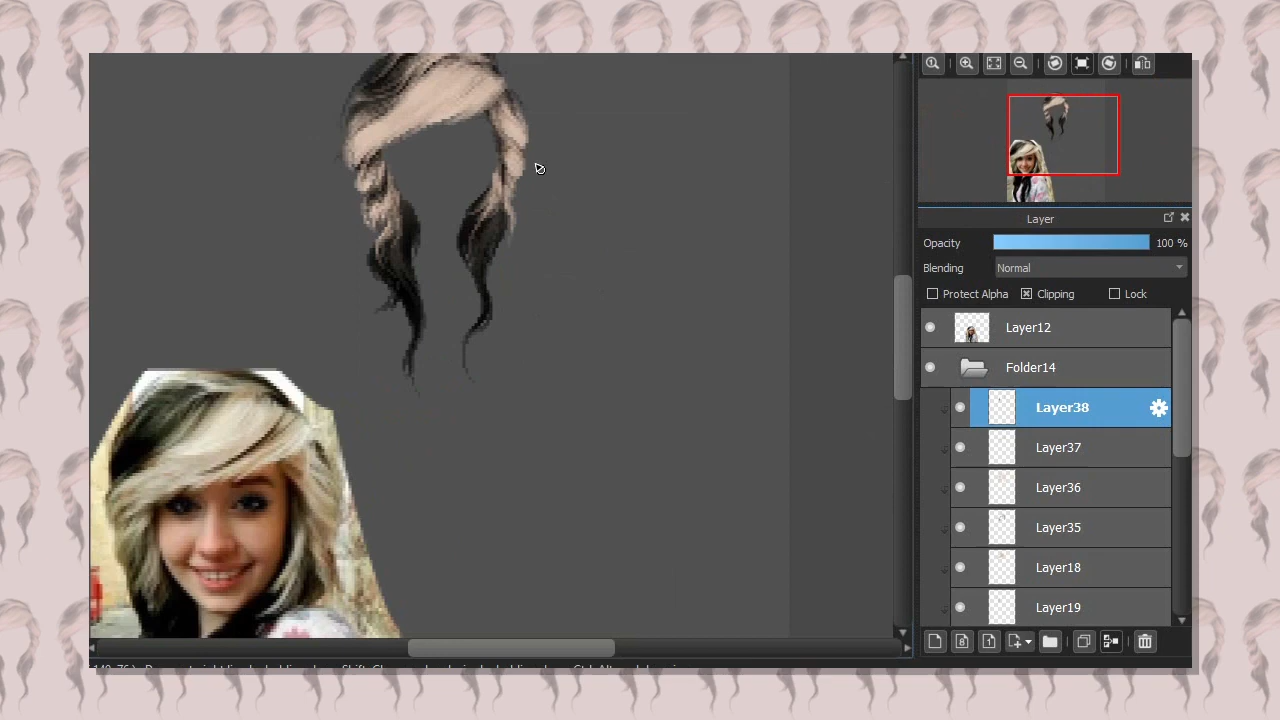 Layer
Opacity 100 %
Blending Normal
Protect Alpha Clipping Lock
Layer12
Folder14
Layer38
Layer37
Layer36
Layer35
Layer18
Layer19